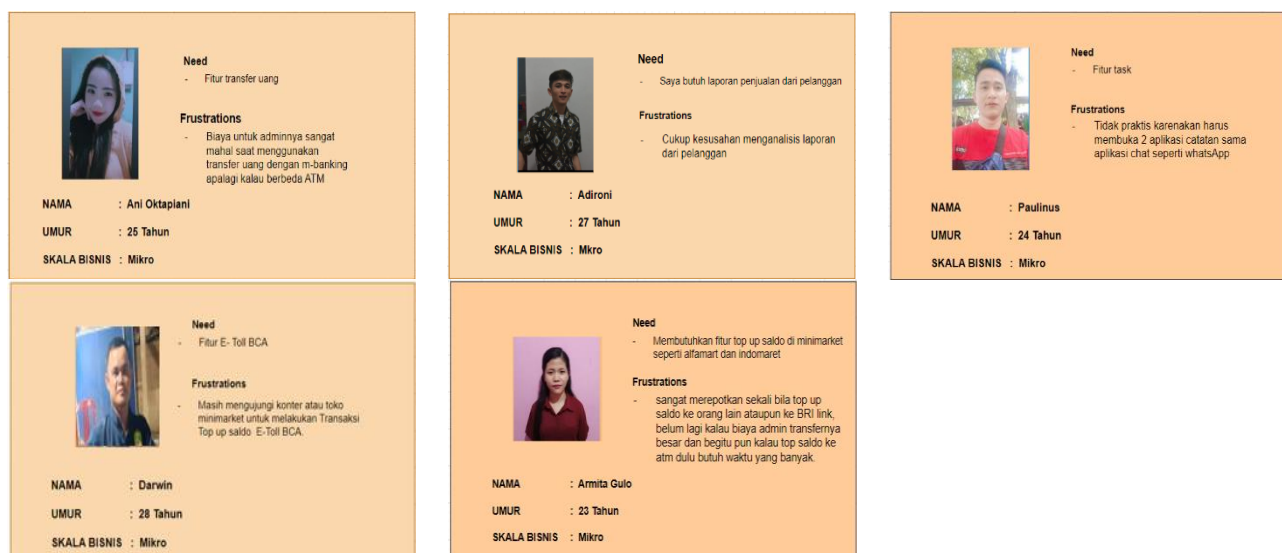 Need
- Fitur transfer uang
Frustrations
- Biaya untuk adminnya sangat
mahal saat menggunakan
transfer uang dengan m-banking
apalagi kalau berbeda ATM
NAMA : Ani Oktapiani
UMUR : 25 Tahun
SKALA BISNIS : Mikro
Need
- Saya butuh laporan penjualan dari pelanggan
Frustrations
- Cukup kesusahan menganalisis laporan
dari pelanggan
NAMA : Adironi
UMUR : 27 Tahun
SKALA BISNIS : Mkro
Need
- Fitur task
Frustrations
- Tidak praktis karenakan harus
membuka 2 aplikasi catatan sama
aplikasi chat seperti whatsApp
NAMA : Paulinus
UMUR : 24 Tahun
SKALA BISNIS : Mikro
Need
- Fitur E- Toll BCA
Frustrations
- Masih mengujungi konter atau toko
minimarket untuk melakukan Transaksi
Top up saldo E-Toll BCA.
NAMA : Darwin
UMUR : 28 Tahun
SKALA BISNIS : Mikro
Need
- Membutuhkan fitur top up saldo di minimarket
seperti alfamart dan indomaret
Frustrations
- sangat merepotkan sekali bila top up
saldo ke orang lain ataupun ke BRI link,
belum lagi kalau biaya admin transfernya
besar dan begitu pun kalau top saldo ke
atm dulu butuh waktu yang banyak.
NAMA : Armita Gulo
UMUR : 23 Tahun
SKALA BISNIS : Mikro